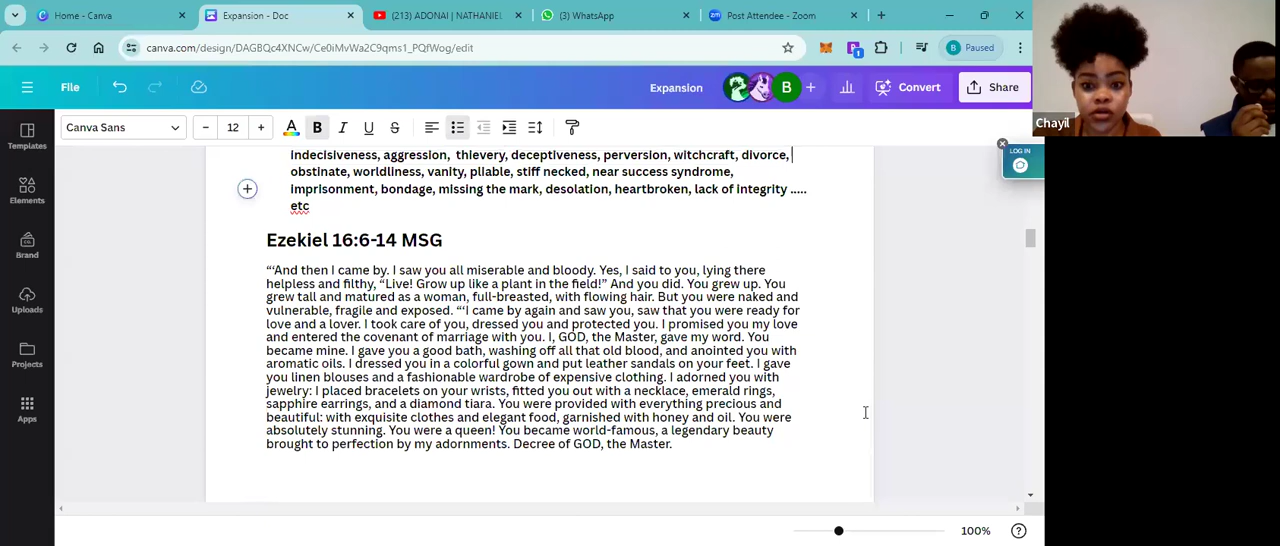 Home - Canva
Expansion - Doc
(213) ADONAI | NATHANIEL
(3) WhatsApp
Post Attendee - Zoom
canva.com/design/DAGBQc4XNCw/Ce0iMvWa2C9qms1_PQfWog/edit
1
B Paused
File
Expansion
B
Convert
Share
Chayil
LOG IN
Canva Sans
12
A B I U S
Templates
Elements
Brand
Uploads
Projects
Apps
indecisiveness, aggression, thievery, deceptiveness, perversion, witchcraft, divorce,
obstinate, worldliness, vanity, pliable, stiff necked, near success syndrome,
imprisonment, bondage, missing the mark, desolation, heartbroken, lack of integrity .....
etc
Ezekiel 16:6-14 MSG
“‘And then I came by. I saw you all miserable and bloody. Yes, I said to you, lying there
helpless and filthy, “Live! Grow up like a plant in the field!” And you did. You grew up. You
grew tall and matured as a woman, full-breasted, with flowing hair. But you were naked and
vulnerable, fragile and exposed. “‘I came by again and saw you, saw that you were ready for
love and a lover. I took care of you, dressed you and protected you. I promised you my love
and entered the covenant of marriage with you. I, GOD, the Master, gave my word. You
became mine. I gave you a good bath, washing off all that old blood, and anointed you with
aromatic oils. I dressed you in a colorful gown and put leather sandals on your feet. I gave
you linen blouses and a fashionable wardrobe of expensive clothing. I adorned you with
jewelry: I placed bracelets on your wrists, fitted you out with a necklace, emerald rings,
sapphire earrings, and a diamond tiara. You were provided with everything precious and
beautiful: with exquisite clothes and elegant food, garnished with honey and oil. You were
absolutely stunning. You were a queen! You became world-famous, a legendary beauty
brought to perfection by my adornments. Decree of GOD, the Master.
100%